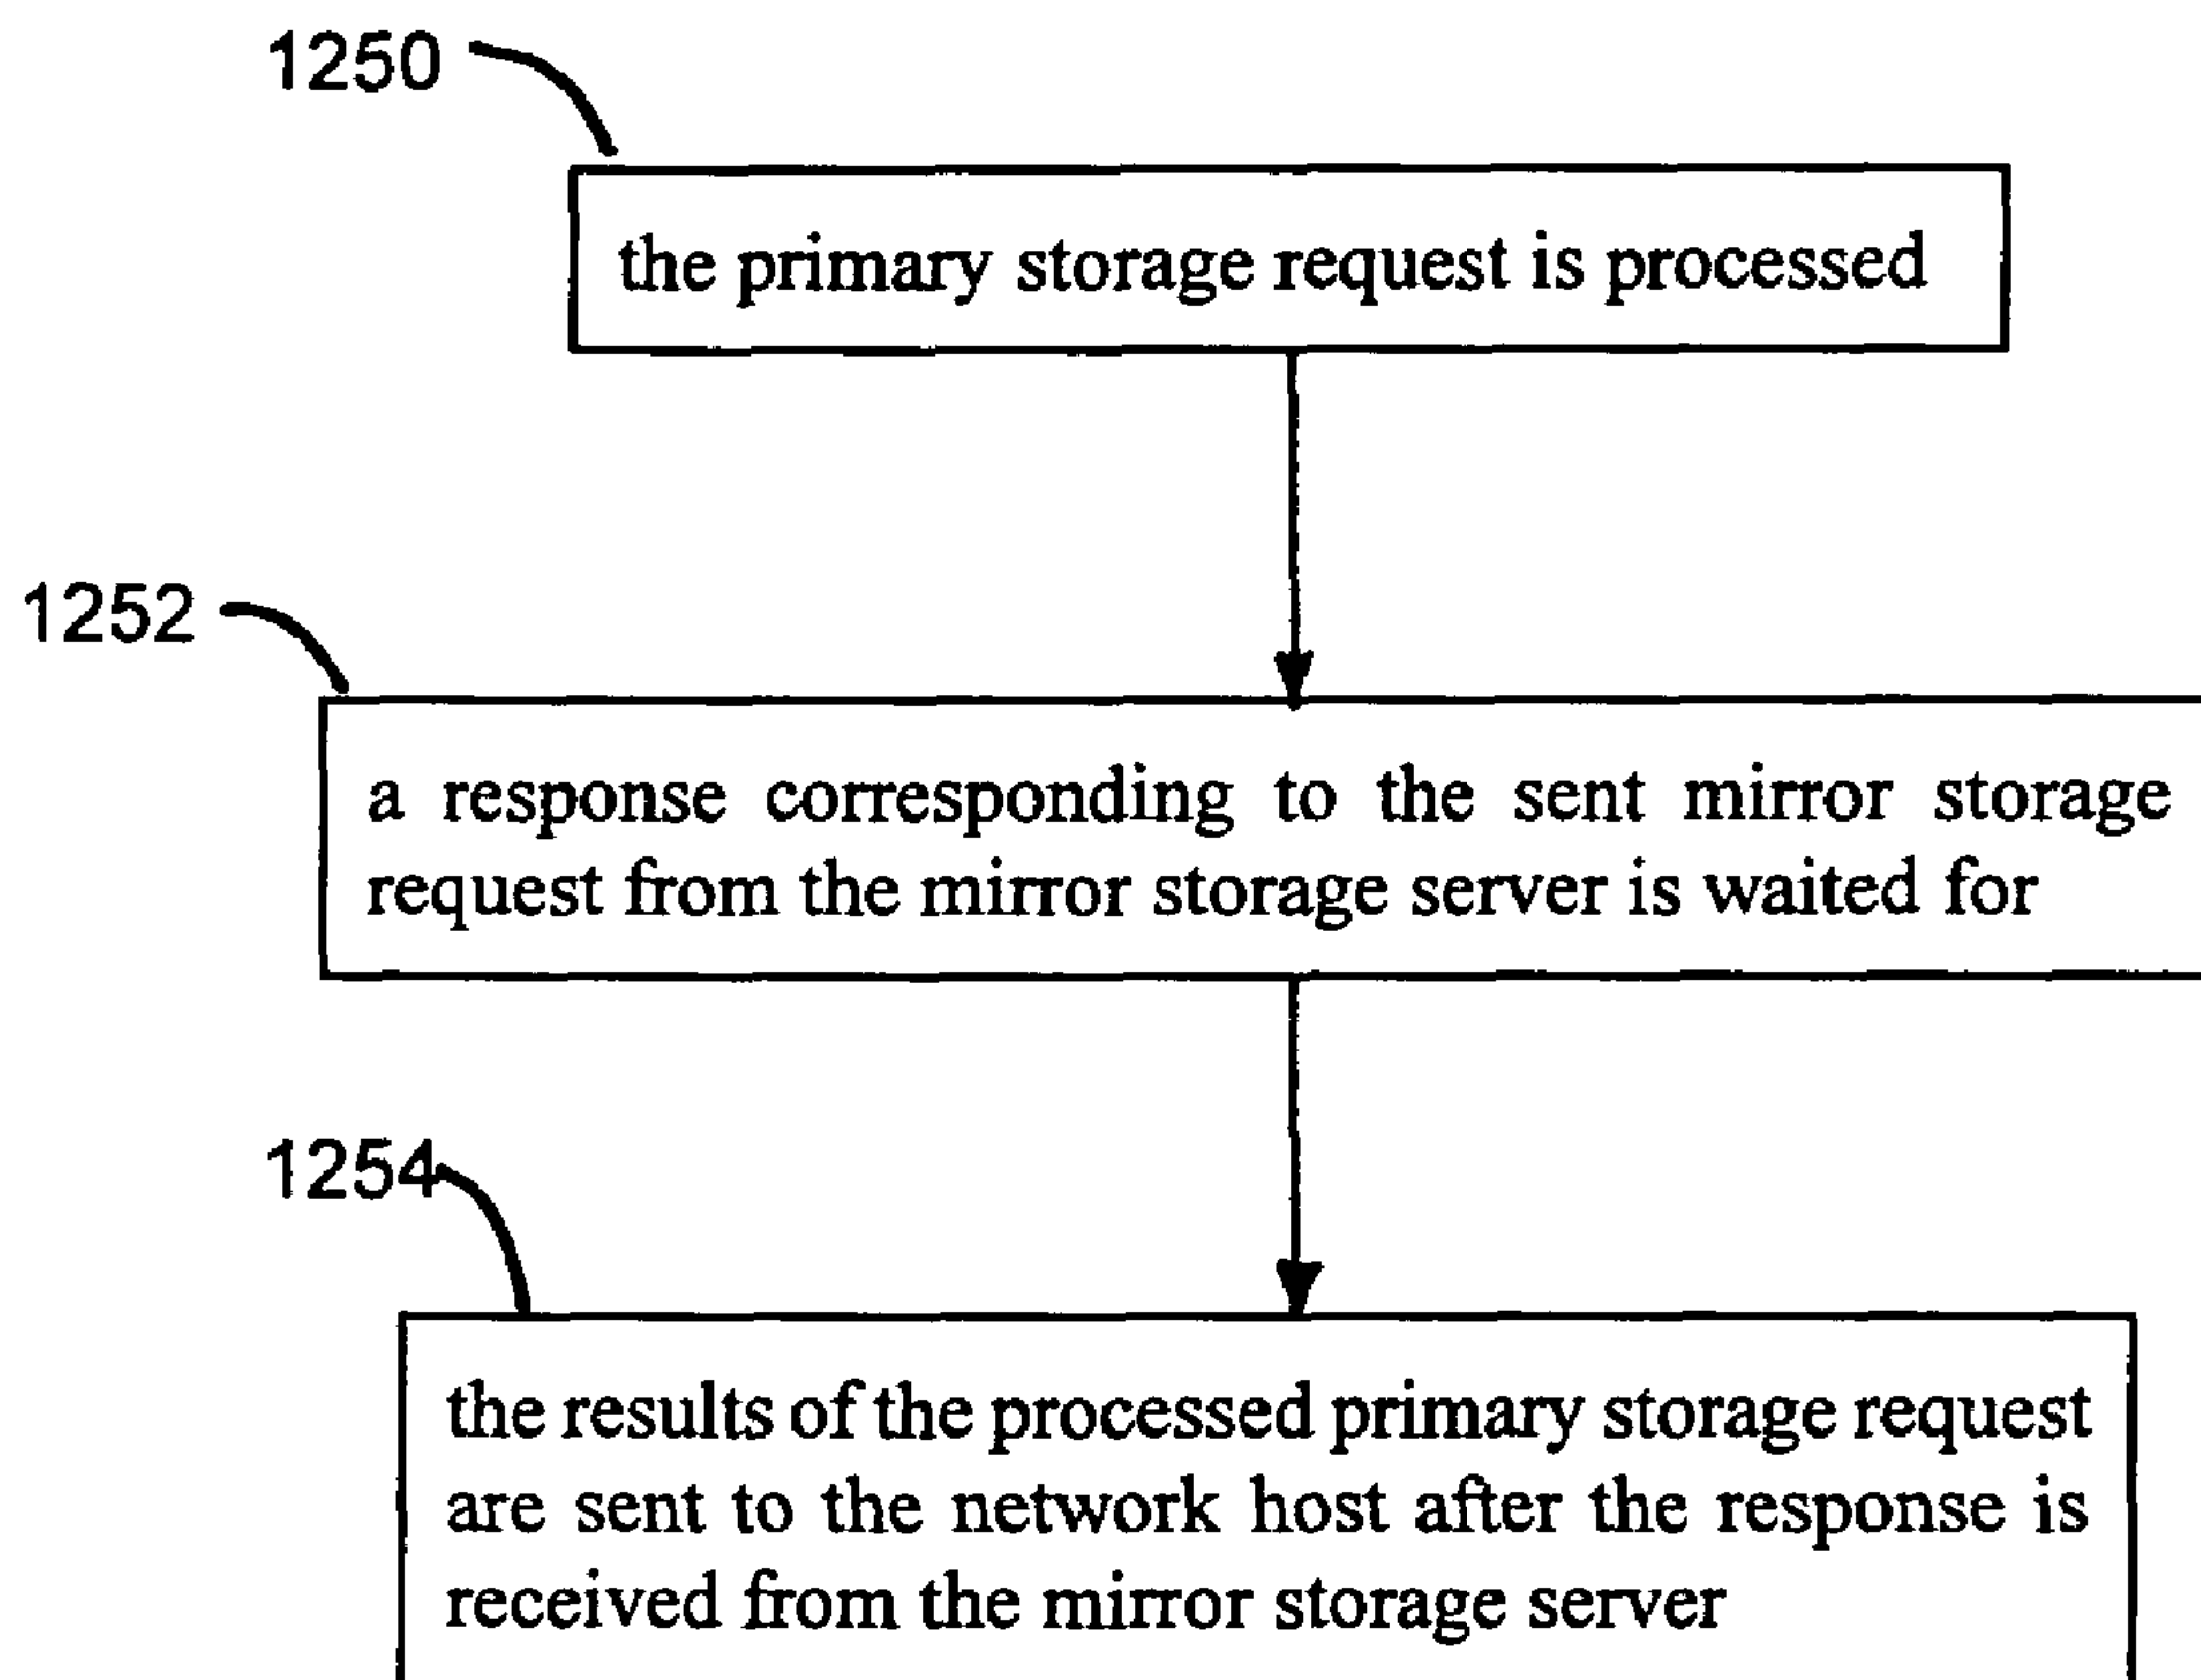 1250
the primary storage request is processed
1252
a response corresponding to the sent mirror storage
request from the mirror storage server is waited for
1254
the results of the processed primary storage request
are sent to the network host after the response is
received from the mirror storage server